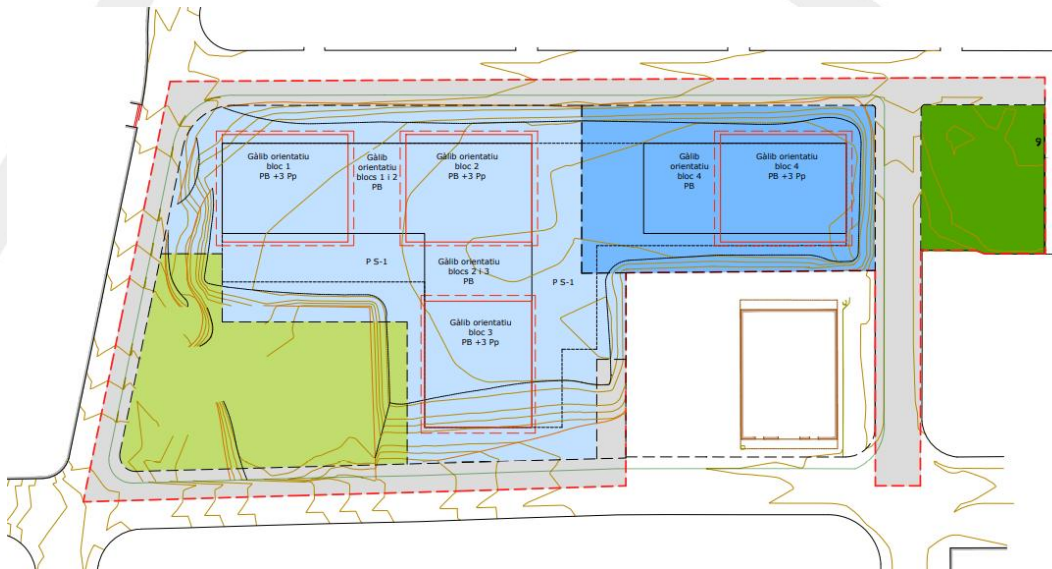 Gàlib orientatiu
bloc 1
PB +3 Pp
Gàlib
orientatiu
blocs 1 i 2
PB
Gàlib orientatiu
bloc 2
PB +3 Pp
Gàlib
orientatiu
bloc 4
PB
Gàlib orientatiu
bloc 4
PB +3 Pp
9
P S-1
Gàlib orientatiu
blocs 2 i 3
PB
P S-1
Gàlib orientatiu
bloc 3
PB +3 Pp